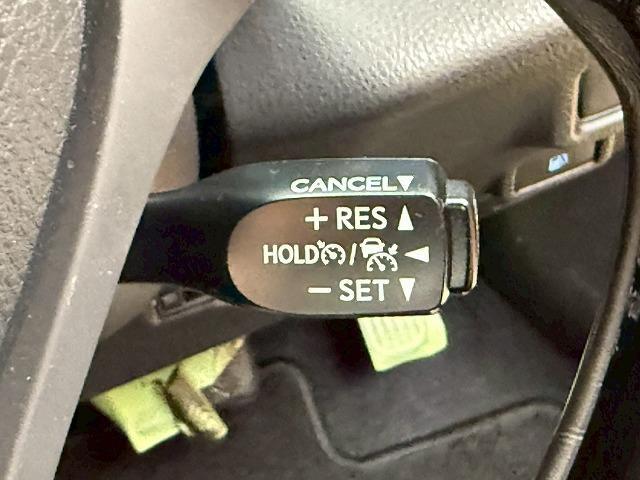 CANCEL▼
+ RES ▲
HOLD / ◀
− SET ▼